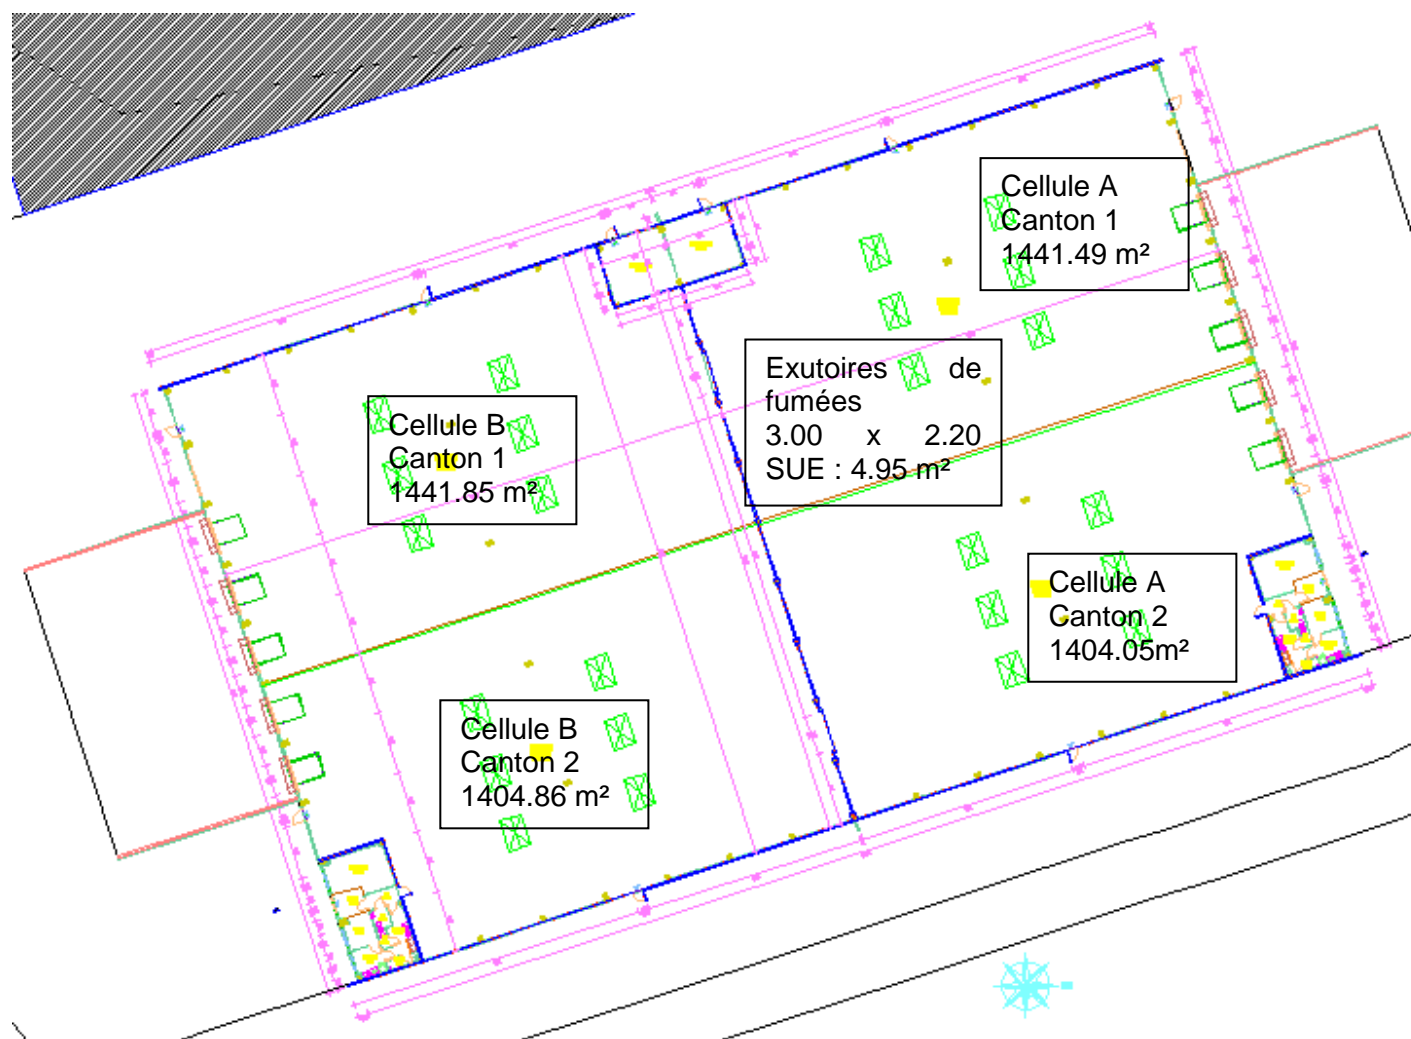 Cellule A
Canton 1
1441.49 m²
Exutoires de
fumées
3.00 x 2.20
SUE : 4.95 m²
Cellule B
Canton 1
1441.85 m²
Cellule A
Canton 2
1404.05m²
Cellule B
Canton 2
1404.86 m²